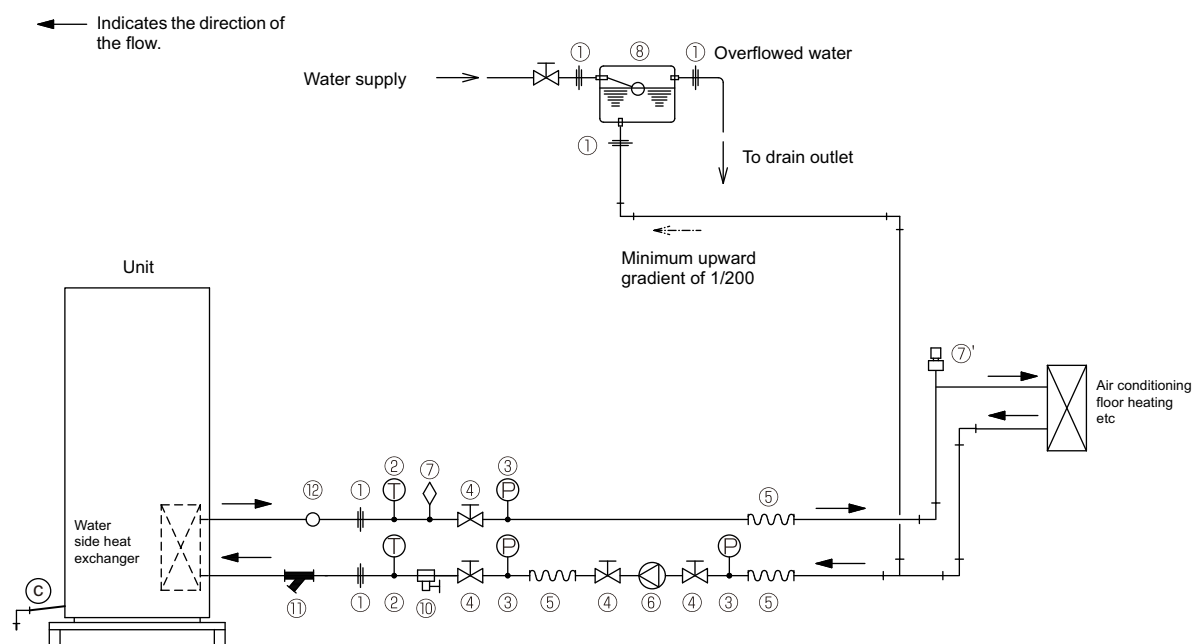 Indicates the direction of
the flow.
① ⑧ ① Overflowed water
Water supply
①
To drain outlet
Minimum upward
gradient of 1/200
Unit
⑦'
Air conditioning
floor heating
etc
② ⑦ ③
⑫ ① T ④ P ⑤
Water
side heat
exchanger
T P P
C
⑪ ① ② ⑩ ④ ③ ⑤ ④ ⑥ ④ ③ ⑤